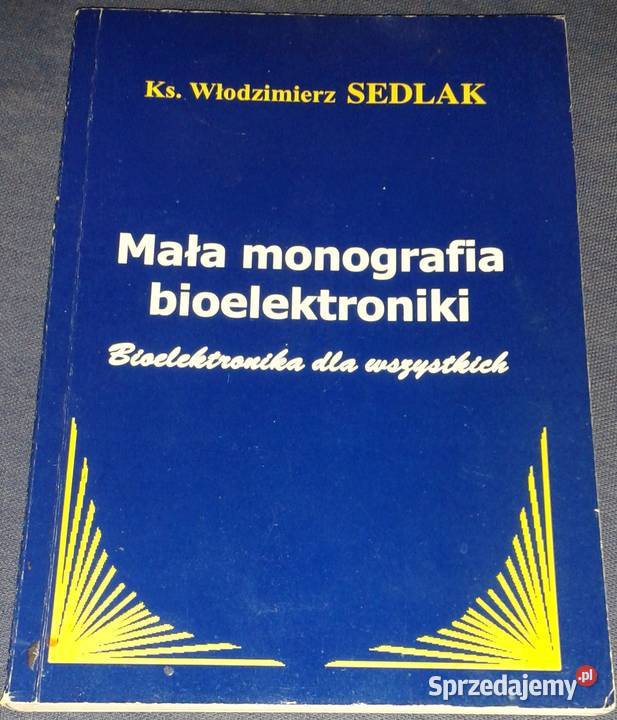 Ks. Włodzimierz SEDLAK
Mała monografia
bioelektroniki
Bioelektronika dla wszystkich
Sprzedajemy.pl